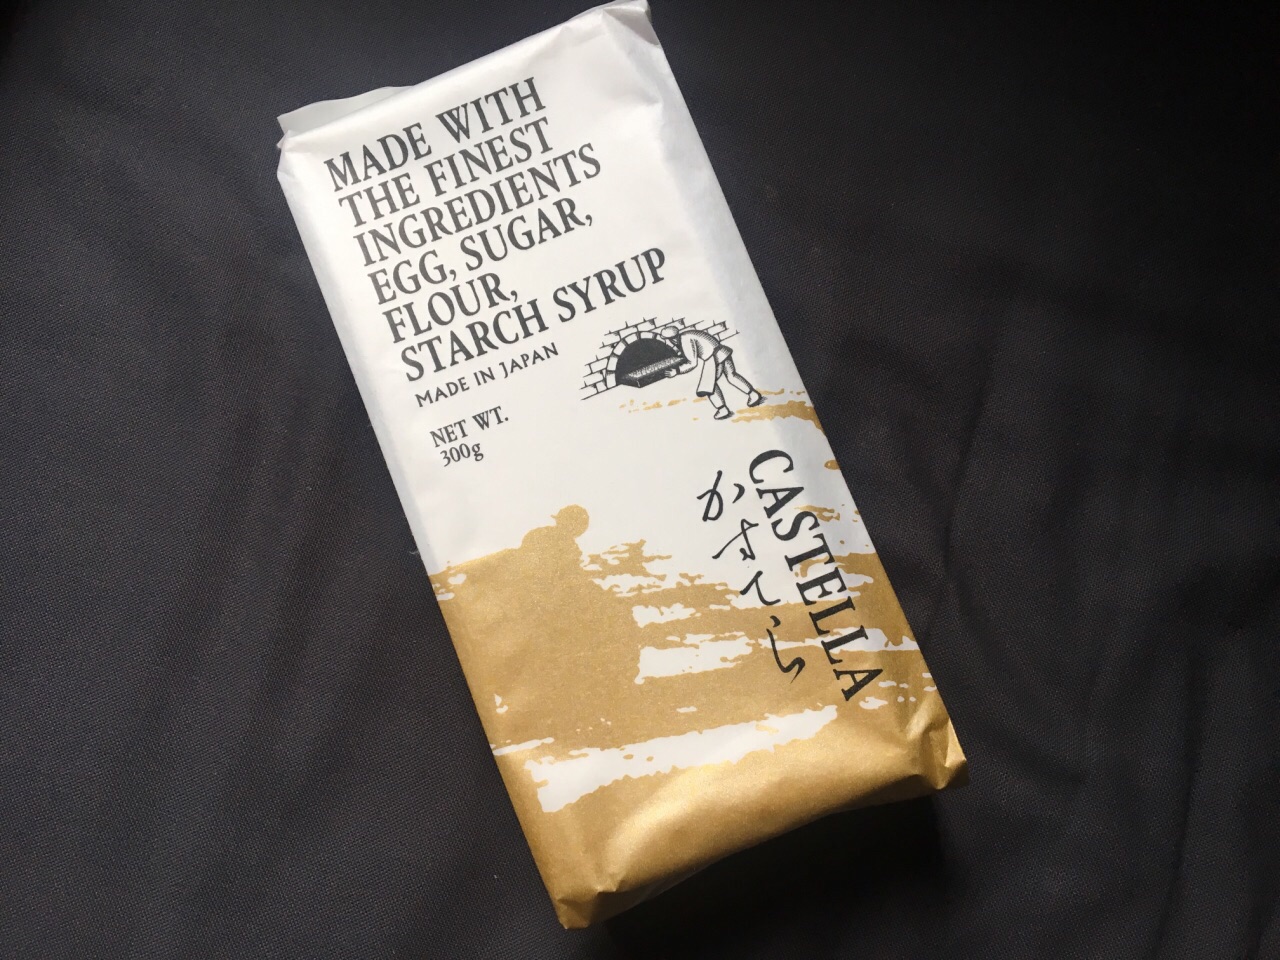 MADE WITH
THE FINEST
INGREDIENTS
EGG, SUGAR,
FLOUR,
STARCH SYRUP
MADE IN JAPAN
NET WT.
300g
CASTELLA
かすてら